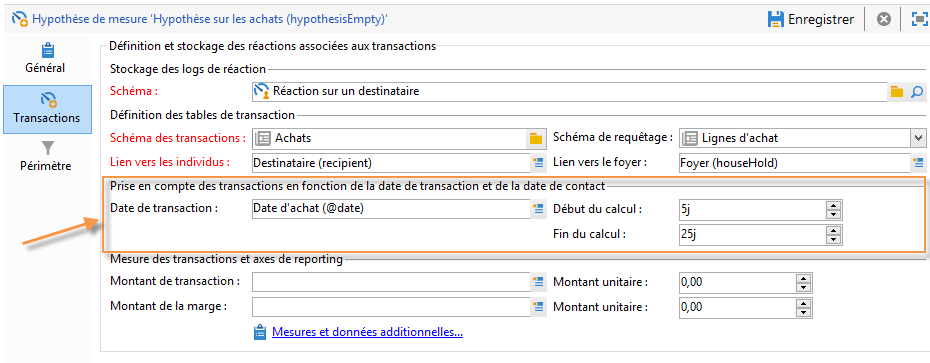 Hypothèse de mesure 'Hypothèse sur les achats (hypothesisEmpty)'
Enregistrer
Général
Transactions
Périmètre
Définition et stockage des réactions associées aux transactions
Stockage des logs de réaction
Schéma : Réaction sur un destinataire
Définition des tables de transaction
Schéma des transactions : Achats Schéma de requêtage : Lignes d'achat
Lien vers les individus : Destinataire (recipient) Lien vers le foyer : Foyer (houseHold)
Prise en compte des transactions en fonction de la date de transaction et de la date de contact
Date de transaction : Date d'achat (@date) Début du calcul : 5j
Fin du calcul : 25j
Mesure des transactions et axes de reporting
Montant de transaction : Montant unitaire : 0,00
Montant de la marge : Montant unitaire : 0,00
Mesures et données additionnelles...